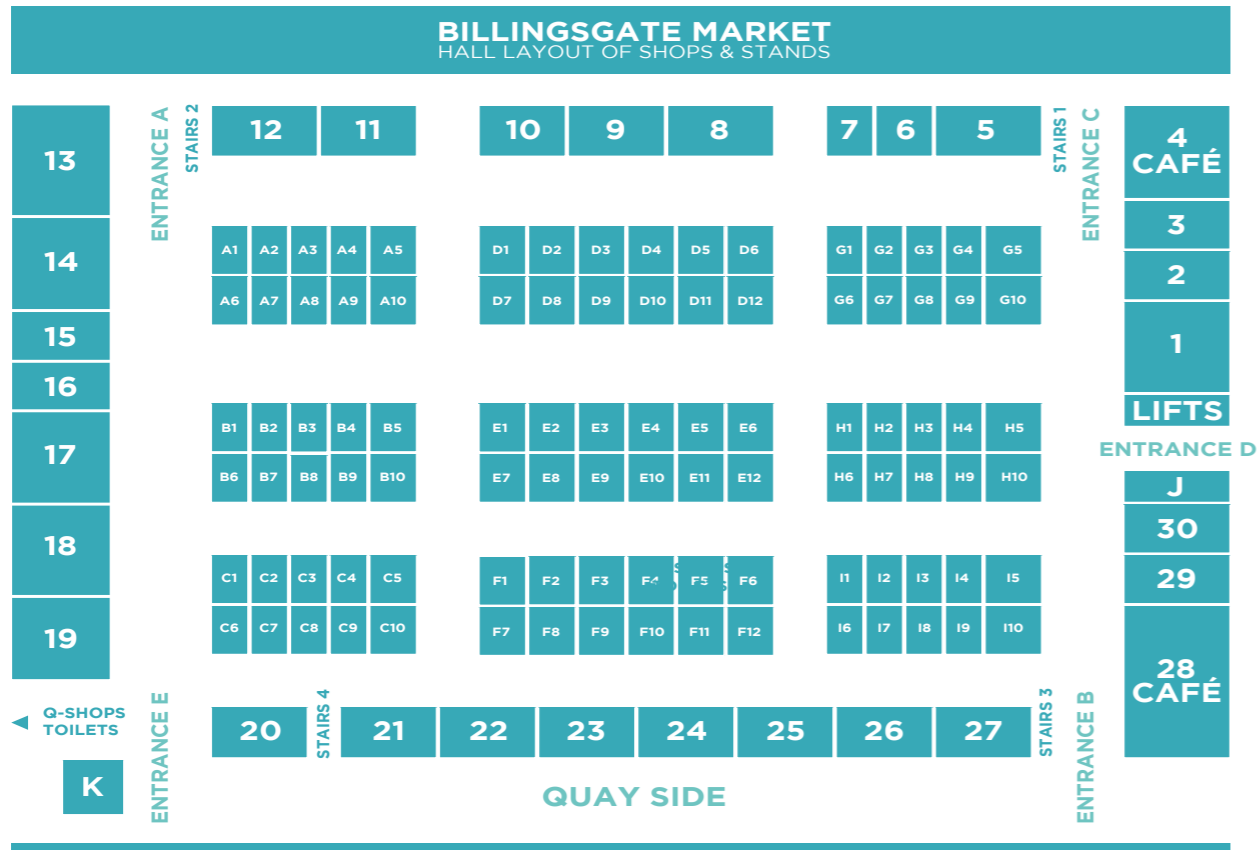 BILLINGSGATE MARKET
HALL LAYOUT OF SHOPS & STANDS
ENTRANCE A
STAIRS 2
12 11 10 9 8 7 6 5
STAIRS 1
ENTRANCE C
13
14
15
16
17
18
19
4
CAFÉ
3
2
1
LIFTS
ENTRANCE D
J
30
29
28
CAFÉ
A1 A2 A3 A4 A5 D1 D2 D3 D4 D5 D6 G1 G2 G3 G4 G5
A6 A7 A8 A9 A10 D7 D8 D9 D10 D11 D12 G6 G7 G8 G9 G10
B1 B2 B3 B4 B5 E1 E2 E3 E4 E5 E6 H1 H2 H3 H4 H5
B6 B7 B8 B9 B10 E7 E8 E9 E10 E11 E12 H6 H7 H8 H9 H10
C1 C2 C3 C4 C5 F1 F2 F3 F4 F5 F6 I1 I2 I3 I4 I5
C6 C7 C8 C9 C10 F7 F8 F9 F10 F11 F12 I6 I7 I8 I9 I10
Q-SHOPS
TOILETS
K
ENTRANCE E
20
STAIRS 4
21 22 23 24 25 26 27
STAIRS 3
ENTRANCE B
QUAY SIDE